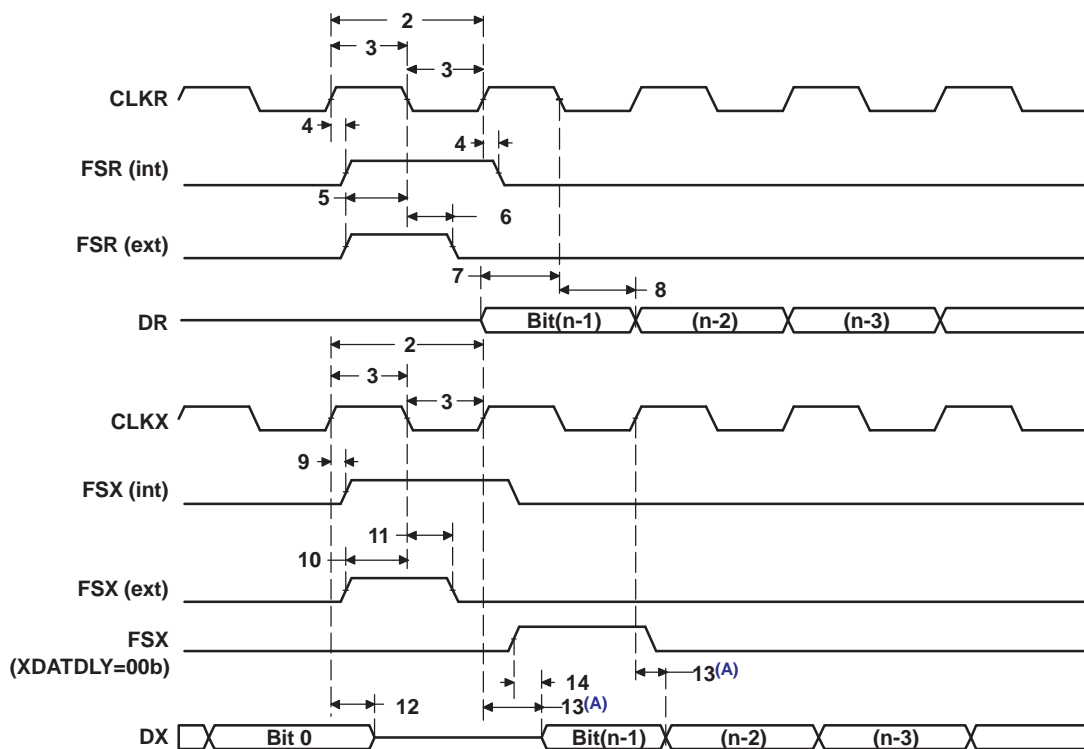 2
3
3
CLKR
4
4
FSR (int)
5
6
FSR (ext)
7
8
DR
Bit(n-1)
(n-2)
(n-3)
2
3
3
CLKX
9
FSX (int)
11
10
FSX (ext)
FSX
(XDATDLY=00b)
14
13(A)
12
13(A)
DX
Bit 0
Bit(n-1)
(n-2)
(n-3)